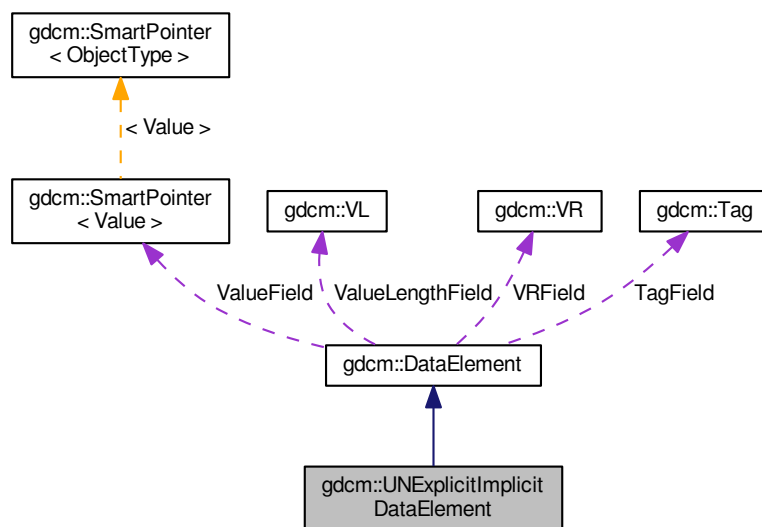 gdcm::SmartPointer
< ObjectType >
< Value >
gdcm::SmartPointer
< Value >
gdcm::VL
gdcm::VR
gdcm::Tag
ValueField
ValueLengthField
VRField
TagField
gdcm::DataElement
gdcm::UNExplicitImplicit
DataElement